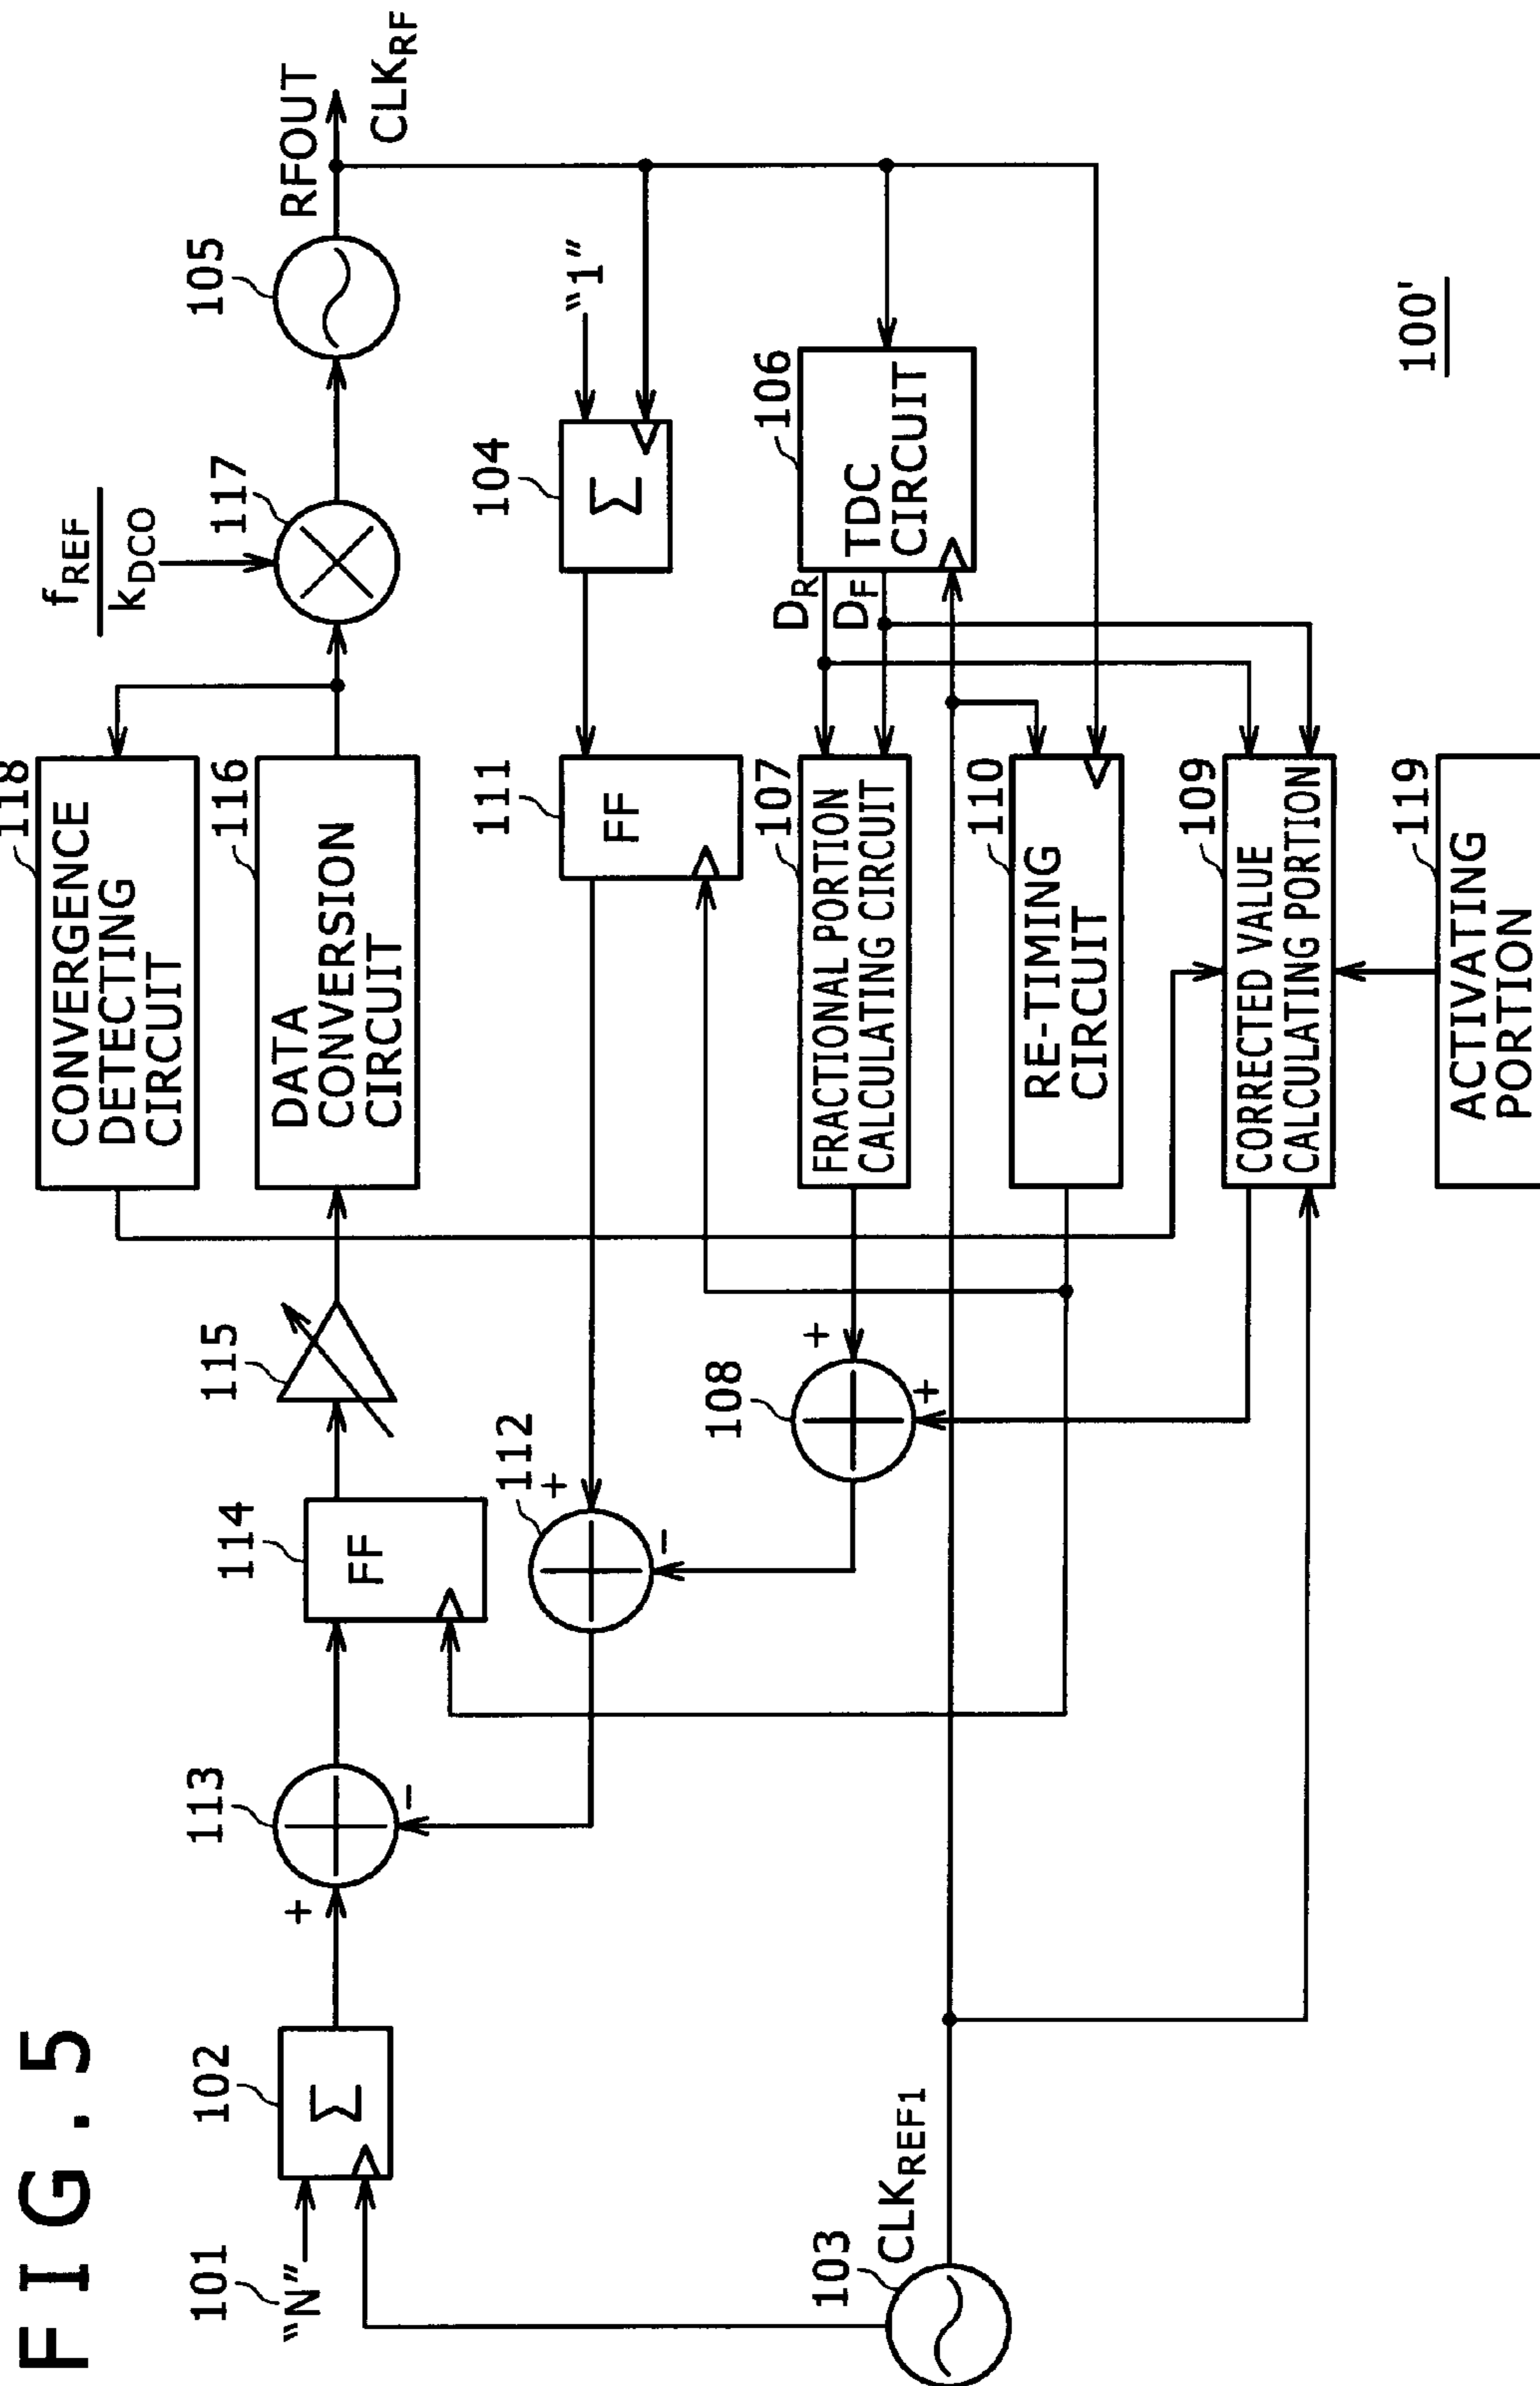 FIG. 5
101
"N"
102
Σ
103
CLKREF1
113
+
-
114
FF
115
118
CONVERGENCE
DETECTING
CIRCUIT
116
DATA
CONVERSION
CIRCUIT
fREF
kDCO
117
105
RFOUT
CLKRF
112
+
-
111
FF
104
Σ
"1"
108
+
+
107
FRACTIONAL PORTION
CALCULATING CIRCUIT
DR
DF
106
TDC
CIRCUIT
110
RE-TIMING
CIRCUIT
109
CORRECTED VALUE
CALCULATING PORTION
119
ACTIVATING
PORTION
100'